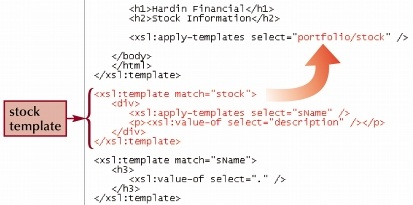 <h1>Hardin Financial</h1>
<h2>Stock Information</h2>
<xsl:apply-templates select="portfolio/stock" />
</body>
</html>
</xsl:template>
stock
template
<xsl:template match="stock">
<div>
<xsl:apply-templates select="sName" />
<p><xsl:value-of select="description" /></p>
</div>
</xsl:template>
<xsl:template match="sName">
<h3>
<xsl:value-of select="." />
</h3>
</xsl:template>